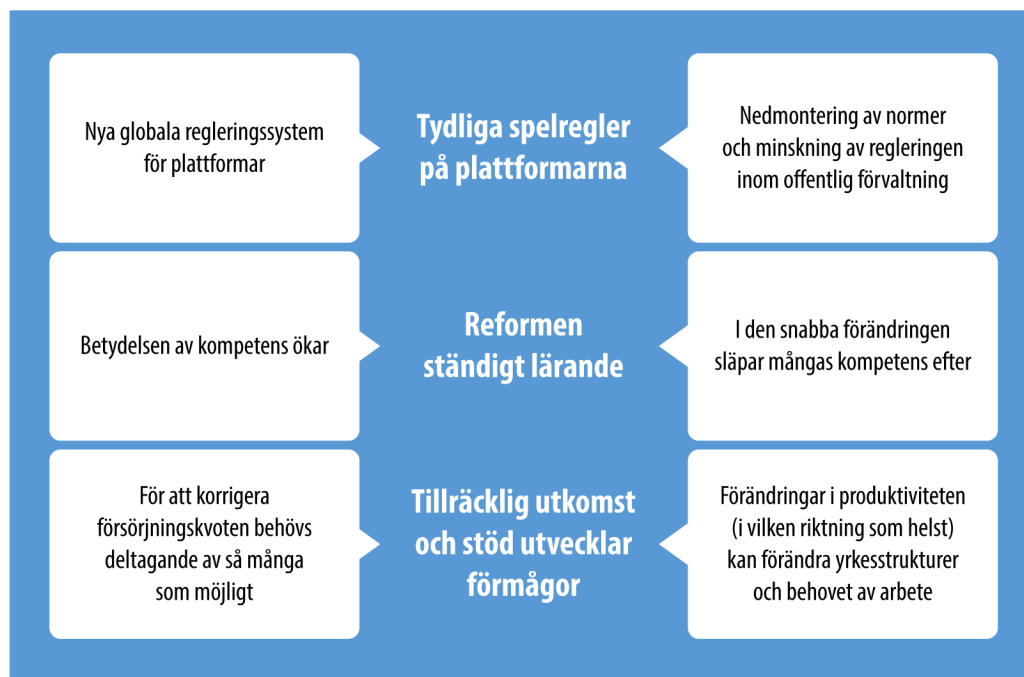 Nya globala regleringssystem
för plattformar
Tydliga spelregler
på plattformarna
Nedmontering av normer
och minskning av regleringen
inom offentlig förvaltning
Betydelsen av kompetens ökar
Reformen
ständigt lärande
I den snabba förändringen
släpar mångas kompetens efter
För att korrigera
försörjningskvoten behövs
deltagande av så många
som möjligt
Tillräcklig utkomst
och stöd utvecklar
förmågor
Förändringar i produktiviteten
(i vilken riktning som helst)
kan förändra yrkesstrukturer
och behovet av arbete